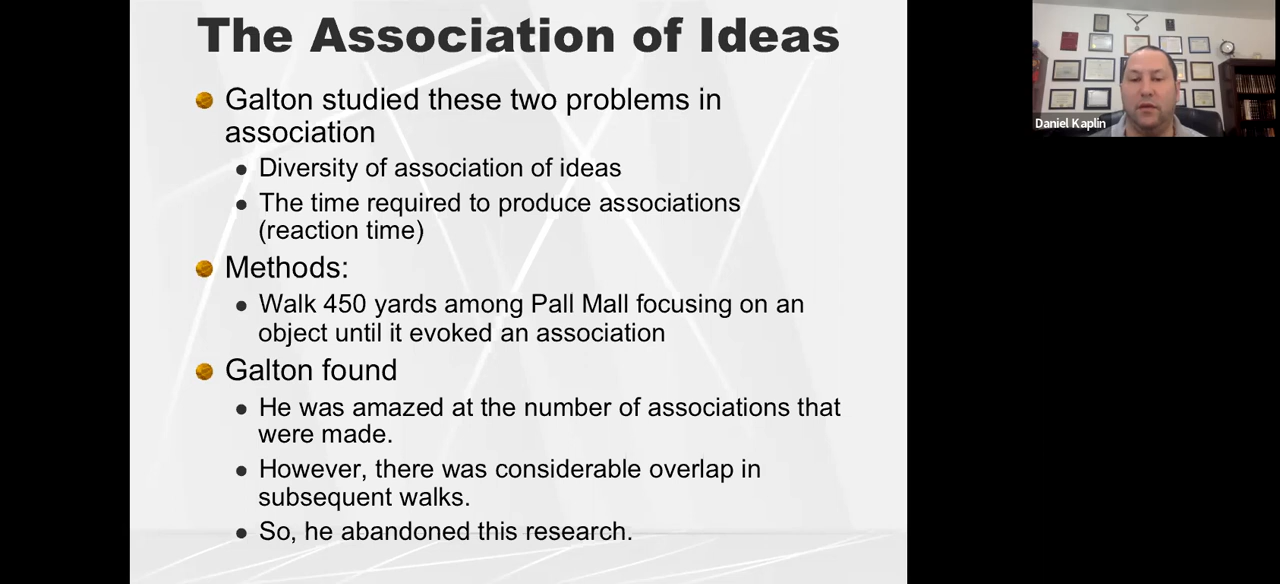 The Association of Ideas
Galton studied these two problems in
association
Diversity of association of ideas
The time required to produce associations
(reaction time)
Methods:
Walk 450 yards among Pall Mall focusing on an
object until it evoked an association
Galton found
He was amazed at the number of associations that
were made.
However, there was considerable overlap in
subsequent walks.
So, he abandoned this research.
Daniel Kaplin